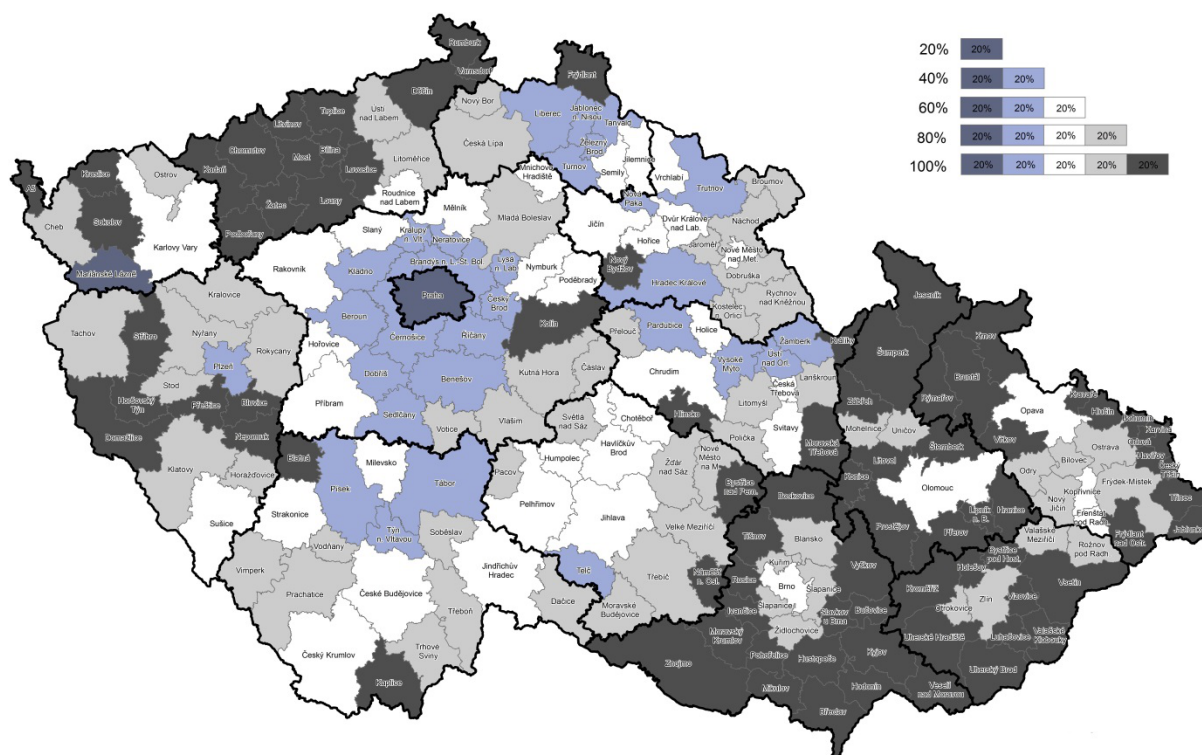 Rumburk
Varnsdorf
Děčín
Frýdlant
20%
20%
40%
20% 20%
60%
20% 20% 20%
80%
20% 20% 20% 20%
100%
20% 20% 20% 20% 20%
Teplice
Litvínov
Ústí
nad Labem
Nový Bor
Liberec
Jablonec
n. Nisou
Tanvald
Železný
Brod
Chomutov
Most
Bílina
Česká Lípa
Litoměřice
Lovosice
Turnov
Semily
Jilemnice
Vrchlabí
Trutnov
Kadaň
Žatec
Louny
Podbořany
Roudnice
nad Labem
Mnichovo
Hradiště
Nová
Paka
Broumov
Aš
Kraslice
Ostrov
Sokolov
Cheb
Karlovy Vary
Mariánské Lázně
Mělník
Mladá Boleslav
Jičín
Hořice
Dvůr Králové
nad Lab.
Náchod
Jaroměř
Nové Město
nad Met.
Slaný
Kralupy
n. Vlt.
Neratovice
Brandýs n. L.-St. Bol.
Lysá
n. Lab.
Nymburk
Poděbrady
Nový
Bydžov
Hradec Králové
Dobruška
Rychnov
nad Kněžnou
Kostelec
n. Orlicí
Rakovník
Kladno
Praha
Český
Brod
Kolín
Beroun
Černošice
Říčany
Kralovice
Tachov
Stříbro
Nýřany
Plzeň
Rokycany
Stod
Hořovice
Dobříš
Benešov
Kutná Hora
Čáslav
Přelouč
Pardubice
Holice
Chrudim
Vysoké
Mýto
Ústí
nad Orl.
Žamberk
Králíky
Jeseník
Šumperk
Zábřeh
Česká
Třebová
Lanškroun
Litomyšl
Hlinsko
Svitavy
Polička
Moravská
Třebová
Příbram
Sedlčany
Votice
Vlašim
Světlá
nad Sáz.
Chotěboř
Havlíčkův
Brod
Horšovský
Týn
Přeštice
Blovice
Domažlice
Nepomuk
Klatovy
Horažďovice
Sušice
Blatná
Milevsko
Písek
Tábor
Strakonice
Týn
n. Vltavou
Vodňany
Soběslav
Pacov
Humpolec
Pelhřimov
Jihlava
Žďár
nad Sáz.
Nové
Město
na M.
Bystřice
nad Pern.
Velké Meziříčí
Třebíč
Náměšť
n. Osl.
Telč
Moravské
Budějovice
Dačice
Jindřichův
Hradec
Vimperk
Prachatice
České Budějovice
Třeboň
Český Krumlov
Trhové
Sviny
Kaplice
Rýmařov
Bruntál
Krnov
Opava
Vítkov
Kravaře
Hlučín
Bohumín
Karviná
Orlová
Havířov
Český
Těšín
Třinec
Ostrava
Bílovec
Odry
Nový
Jičín
Kopřivnice
Frýdek-Místek
Frenštát
pod Radh.
Frýdlant
nad Ostr.
Mohelnice
Uničov
Litovel
Šternberk
Olomouc
Konice
Prostějov
Přerov
Lipník
n. B.
Hranice
Boskovice
Tišnov
Blansko
Kuřim
Brno
Šlapanice
Šlapanice
Rosice
Ivančice
Židlochovice
Vyškov
Slavkov
u Brna
Bučovice
Moravský
Krumlov
Pohořelice
Hustopeče
Kyjov
Znojmo
Mikulov
Břeclav
Hodonín
Veselí
nad Moravou
Valašské
Meziříčí
Rožnov
pod Radh.
Vsetín
Bystřice
pod Host.
Holešov
Kroměříž
Otrokovice
Zlín
Vizovice
Luhačovice
Valašské
Klobouky
Uherské Hradiště
Uherský Brod